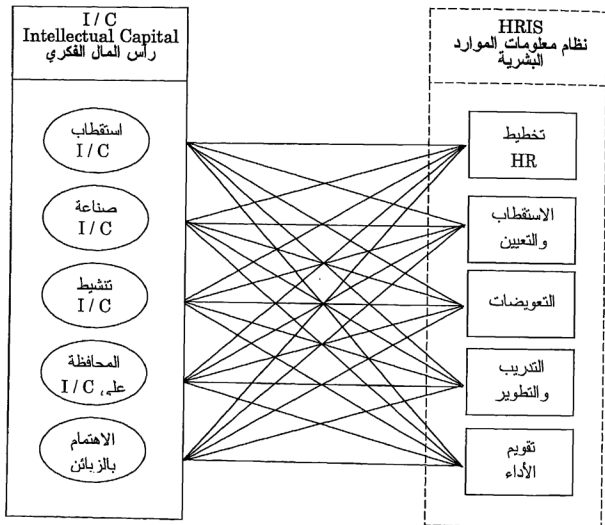 I / C
Intellectual Capital
رأس المال الفكري
استقطاب
I / C
صناعة
I / C
تنشيط
I / C
المحافظة
على I / C
الاهتمام
بالزبائن
HRIS
نظام معلومات الموارد
البشرية
تخطيط
HR
الاستقطاب
والتعيين
التعويضات
التدريب
والتطوير
تقويم
الأداء